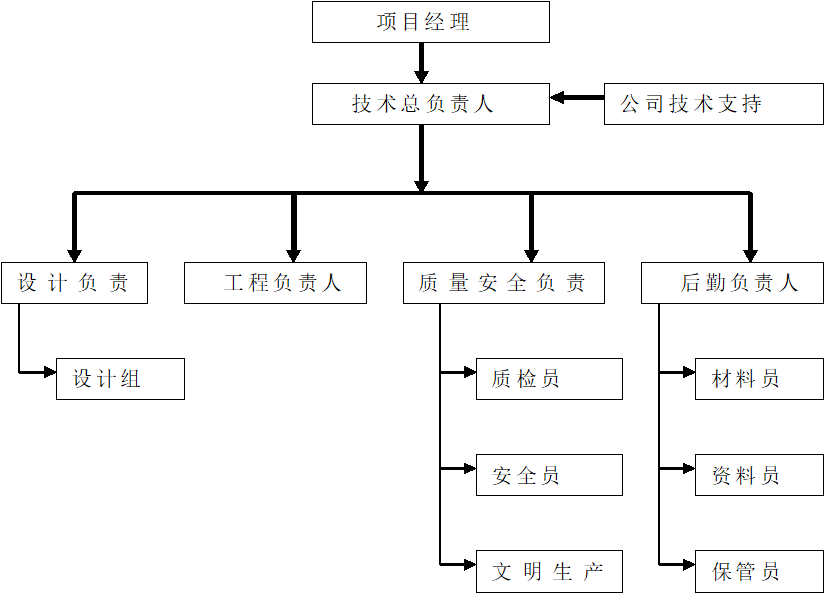 项目经理
技术总负责人
公司技术支持
设计负责
工程负责人
质量安全负责
后勤负责人
设计组
质检员
材料员
安全员
资料员
文明生产
保管员